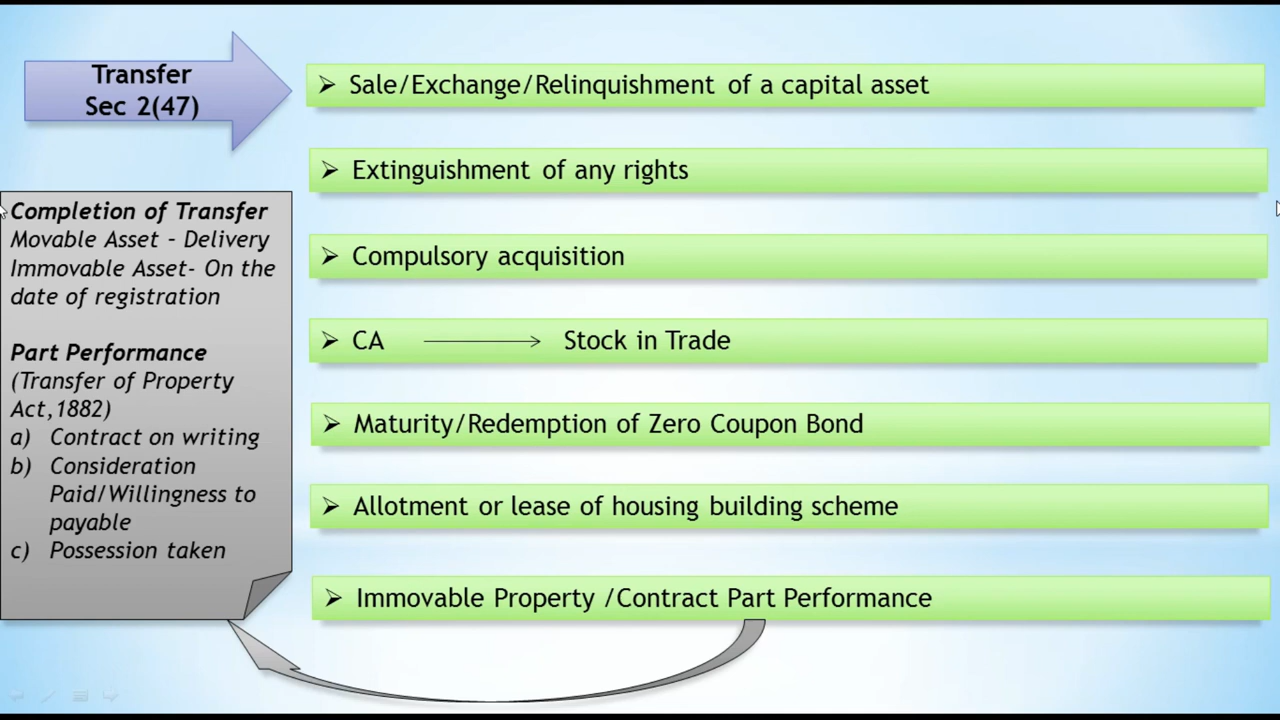 Transfer
Sec 2(47)
➢ Sale/Exchange/Relinquishment of a capital asset
➢ Extinguishment of any rights
➢ Compulsory acquisition
➢ CA ⟶ Stock in Trade
➢ Maturity/Redemption of Zero Coupon Bond
➢ Allotment or lease of housing building scheme
➢ Immovable Property /Contract Part Performance
Completion of Transfer
Movable Asset – Delivery
Immovable Asset- On the
date of registration
Part Performance
(Transfer of Property
Act,1882)
a) Contract on writing
b) Consideration
Paid/Willingness to
payable
c) Possession taken